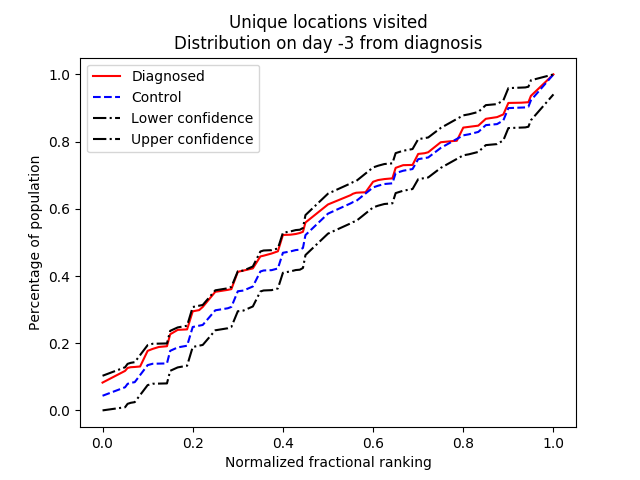 Unique locations visited
Distribution on day -3 from diagnosis
Diagnosed
Control
Lower confidence
Upper confidence
Percentage of population
1.0
0.8
0.6
0.4
0.2
0.0
0.0 0.2 0.4 0.6 0.8 1.0
Normalized fractional ranking